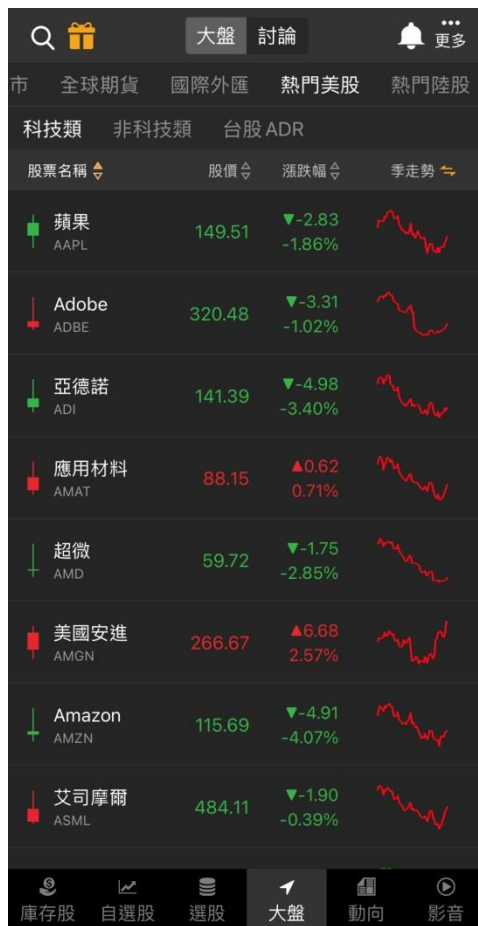 大盤 討論 更多
市 全球期貨 國際外匯 熱門美股 熱門陸股
科技類 非科技類 台股 ADR
股票名稱 股價 漲跌幅 季走勢
蘋果
AAPL
149.51
▼-2.83
-1.86%
Adobe
ADBE
320.48
▼-3.31
-1.02%
亞德諾
ADI
141.39
▼-4.98
-3.40%
應用材料
AMAT
88.15
▲0.62
0.71%
超微
AMD
59.72
▼-1.75
-2.85%
美國安進
AMGN
266.67
▲6.68
2.57%
Amazon
AMZN
115.69
▼-4.91
-4.07%
艾司摩爾
ASML
484.11
▼-1.90
-0.39%
庫存股 自選股 選股 大盤 動向 影音